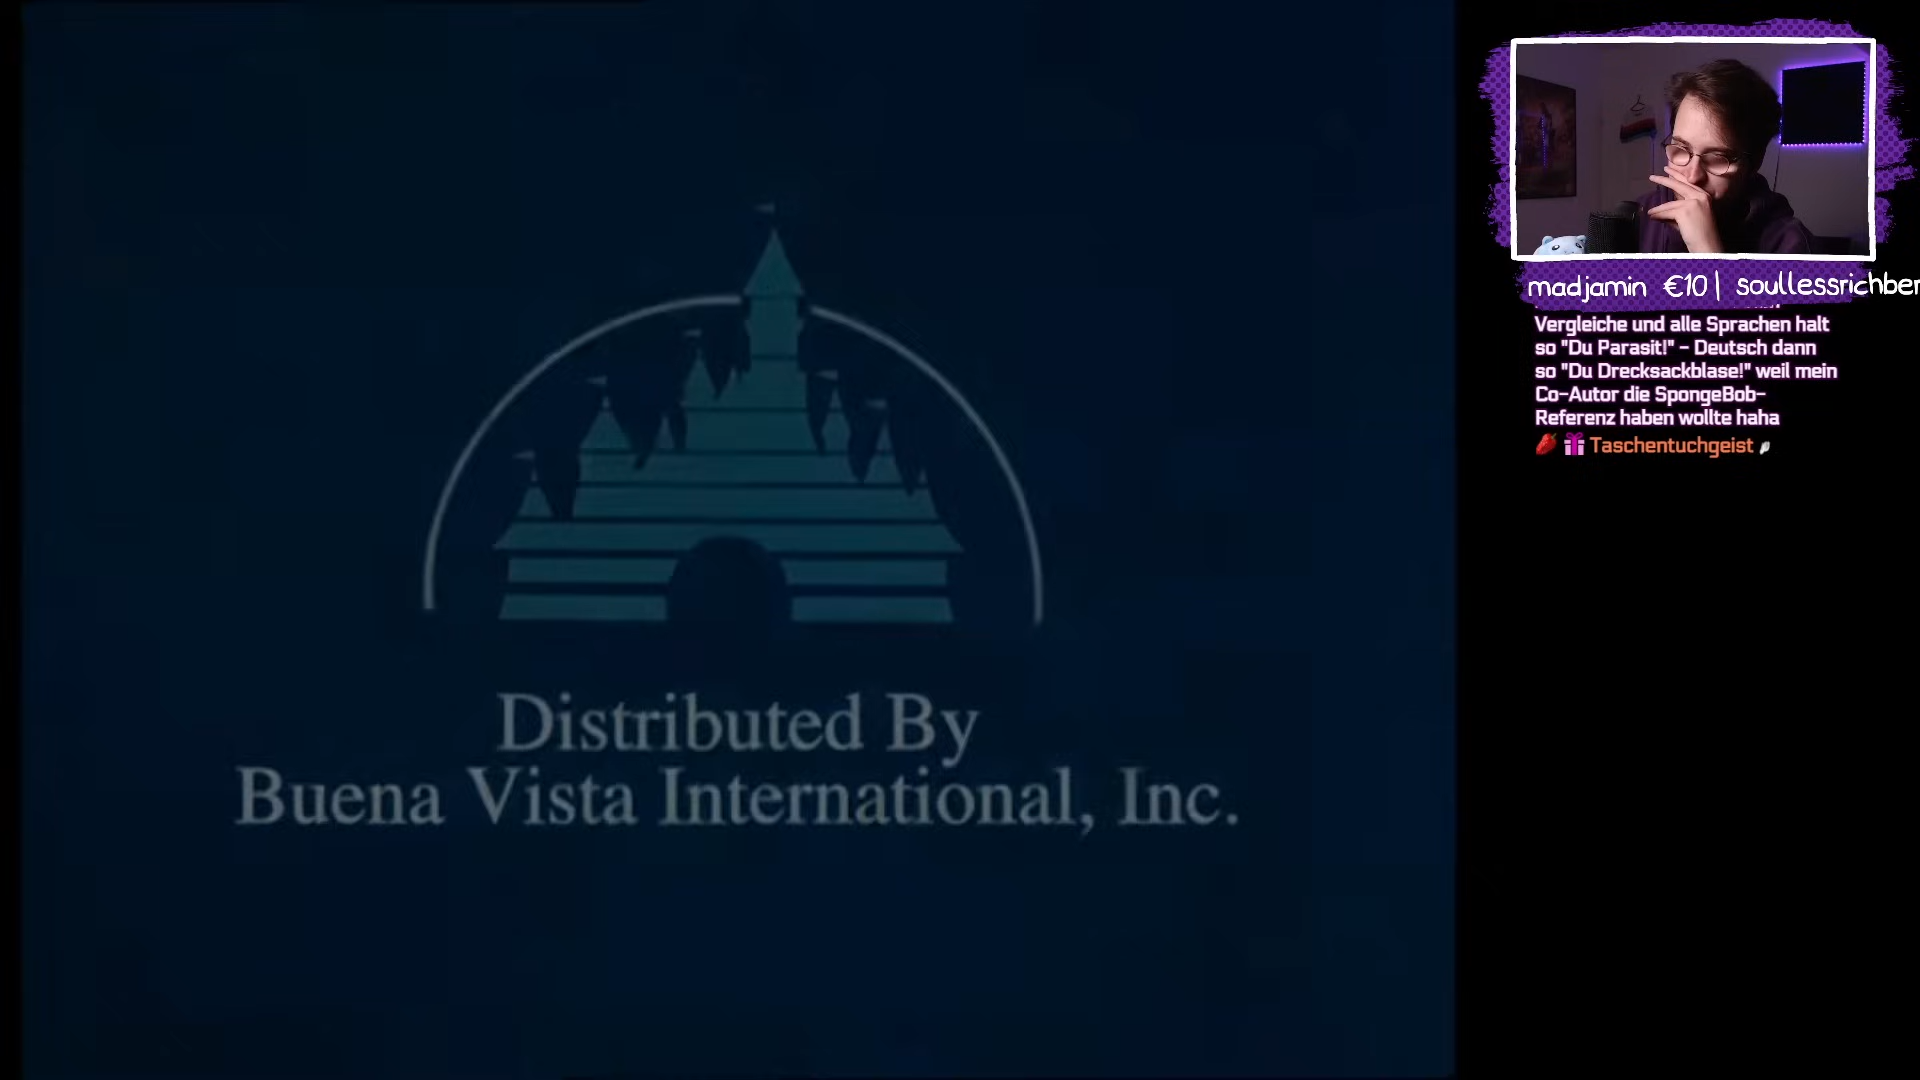 Distributed By
Buena Vista International, Inc.
madjamin €10 | soullessrichber
Vergleiche und alle Sprachen halt
so "Du Parasit!" - Deutsch dann
so "Du Drecksackblase!" weil mein
Co-Autor die SpongeBob-
Referenz haben wollte haha
Taschentuchgeist